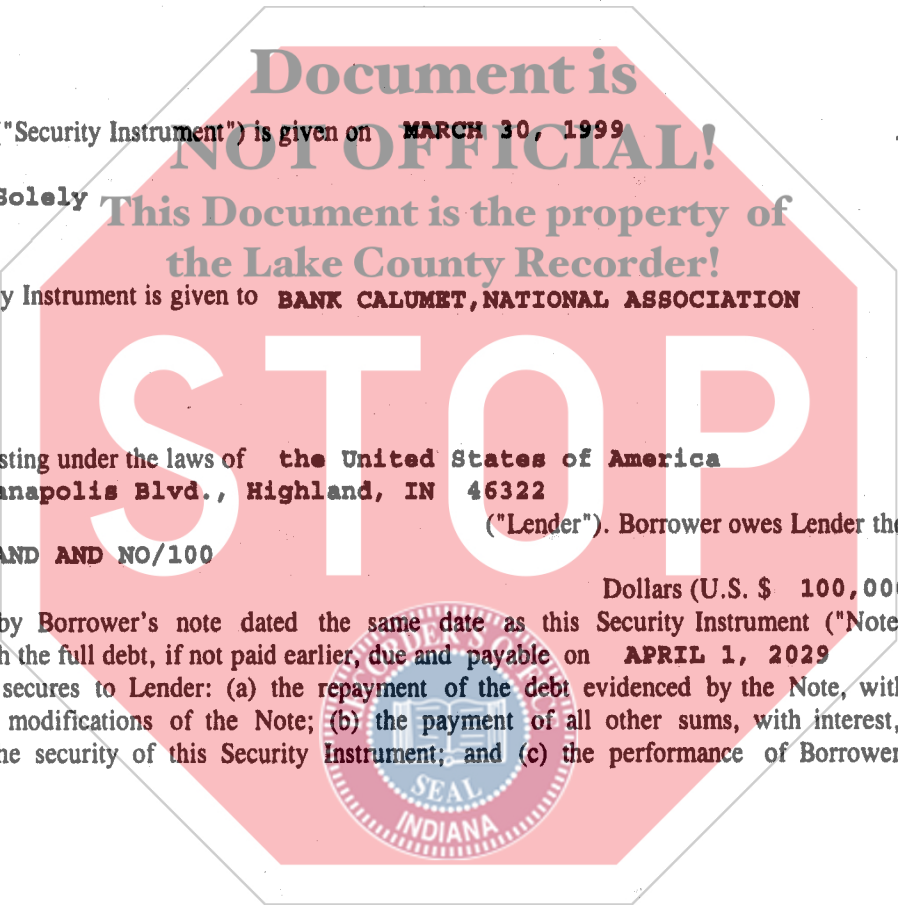 Document is
("Security Instrument") is given on MARCH 30, 1999
NOT OFFICIAL!
Solely
This Document is the property of
the Lake County Recorder!
y Instrument is given to BANK CALUMET,NATIONAL ASSOCIATION
STOP
sting under the laws of the United States of America
anapolis Blvd., Highland, IN 46322
("Lender"). Borrower owes Lender the
AND AND NO/100
Dollars (U.S. $ 100,00
by Borrower's note dated the same date as this Security Instrument ("Note
h the full debt, if not paid earlier, due and payable on APRIL 1, 2029
secures to Lender: (a) the repayment of the debt evidenced by the Note, with
modifications of the Note; (b) the payment of all other sums, with interest,
ne security of this Security Instrument; and (c) the performance of Borrower
RECORDER'S OFFICE
SEAL
INDIANA